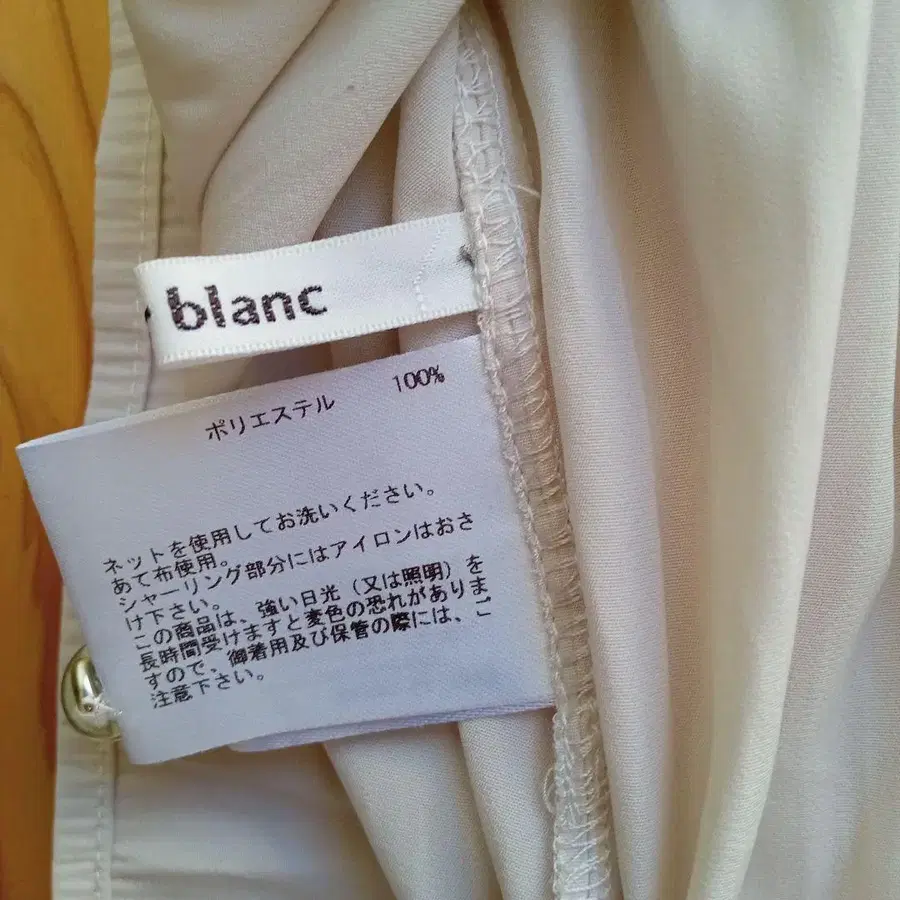 blanc
ポリエステル 100%
ネットを使用してお洗いください。
あて布使用。
シャーリング部分にはアイロンはおさ
け下さい。
この商品は、強い日光(又は照明)を
長時間受けますと変色の恐れがありま
すので、御着用及び保管の際には、ご
注意下さい。